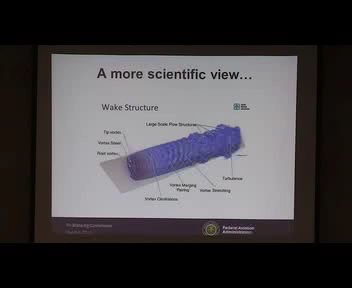 A more scientific view…
Wake Structure
Large Scale Flow Structures
Tip vortex
Vortex Sheet
Root vortex
Turbulence
Vortex Merging
Pairing
Vortex Stretching
Vortex Oscillations
Federal Aviation
Administration